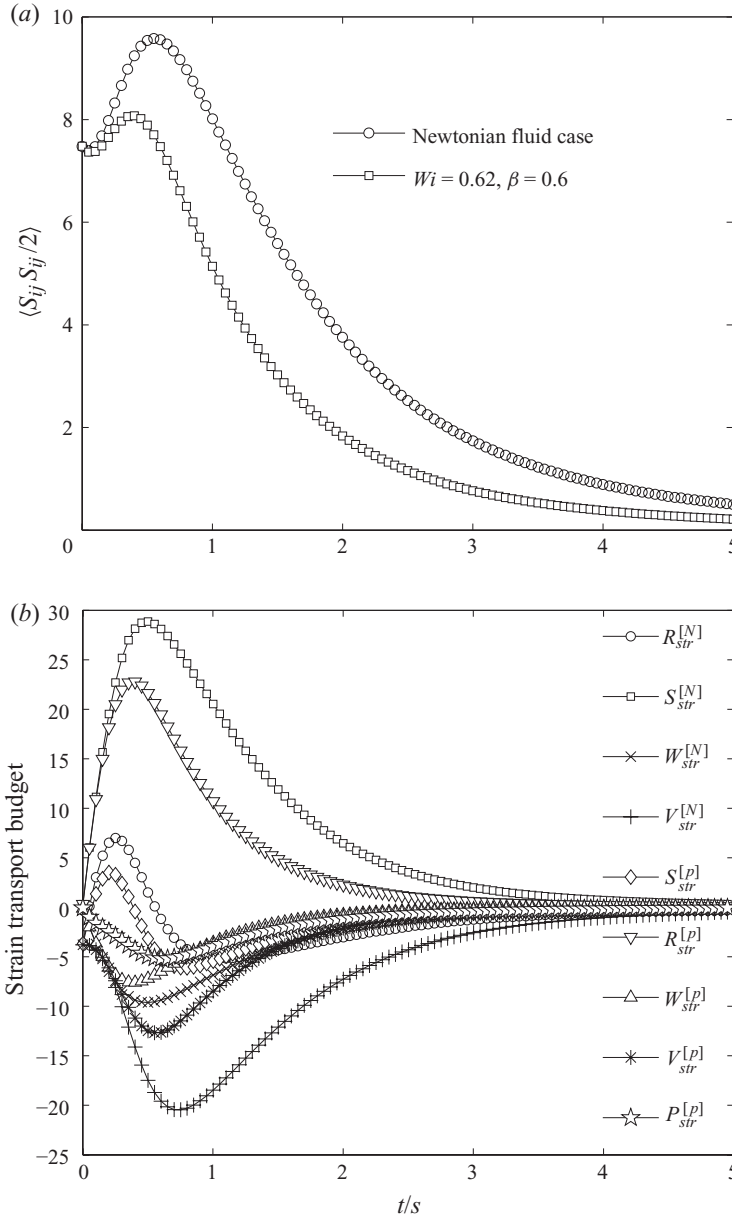 (a)
10
8
6
4
2
0
⟨S_ij S_ij /2⟩
Newtonian fluid case
Wi = 0.62, β = 0.6
1
2
3
4
5
(b)
30
25
20
15
10
5
0
−5
−10
−15
−20
−25
Strain transport budget
R_str^[N]
S_str^[N]
W_str^[N]
V_str^[N]
S_str^[p]
R_str^[p]
W_str^[p]
V_str^[p]
P_str^[p]
0
1
2
3
4
5
t/s